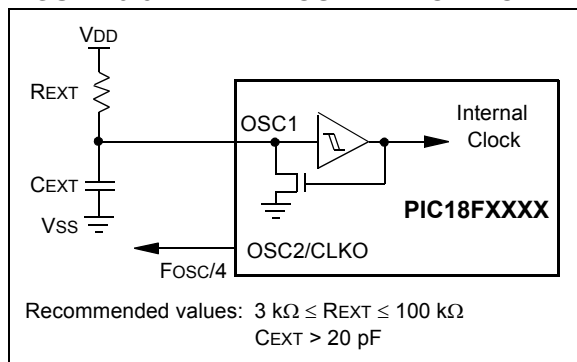 VDD
REXT
OSC1
Internal
Clock
CEXT
PIC18FXXXX
VSS
OSC2/CLKO
FOSC/4
Recommended values: 3 kΩ ≤ REXT ≤ 100 kΩ
CEXT > 20 pF